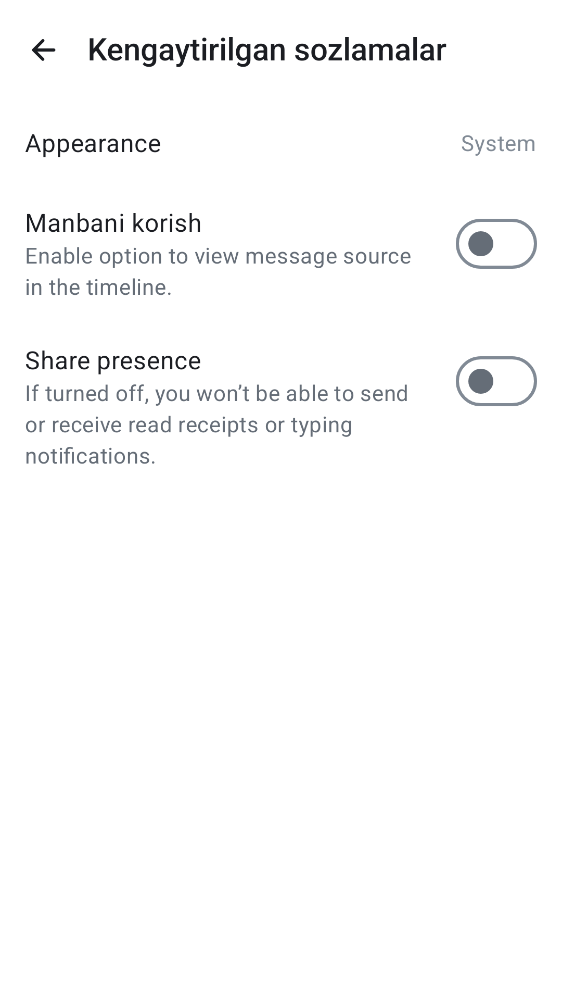 Kengaytirilgan sozlamalar
Appearance
System
Manbani korish
Enable option to view message source
in the timeline.
Share presence
If turned off, you won’t be able to send
or receive read receipts or typing
notifications.